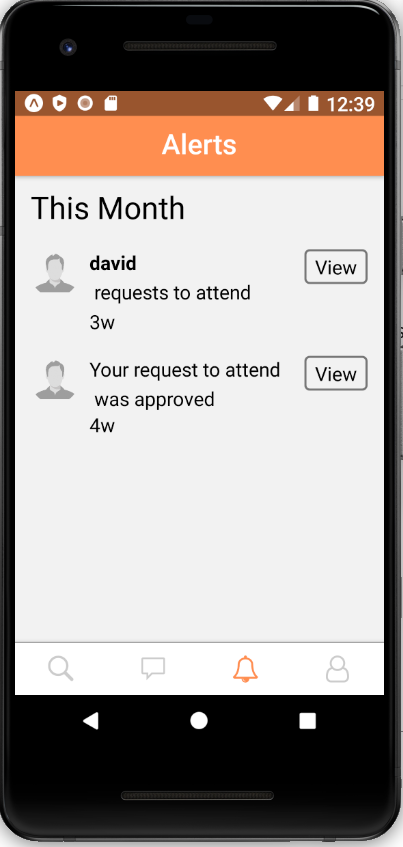 12:39
Alerts
This Month
david
requests to attend
3w
View
Your request to attend
was approved
4w
View